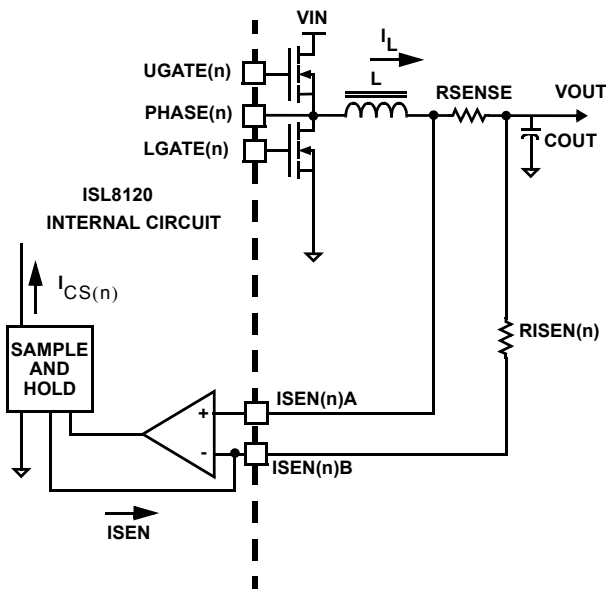 VIN
UGATE(n)
IL
L
RSENSE
VOUT
PHASE(n)
COUT
LGATE(n)
ISL8120
INTERNAL CIRCUIT
ICS(n)
RISEN(n)
SAMPLE
AND
HOLD
+
ISEN(n)A
-
ISEN(n)B
ISEN